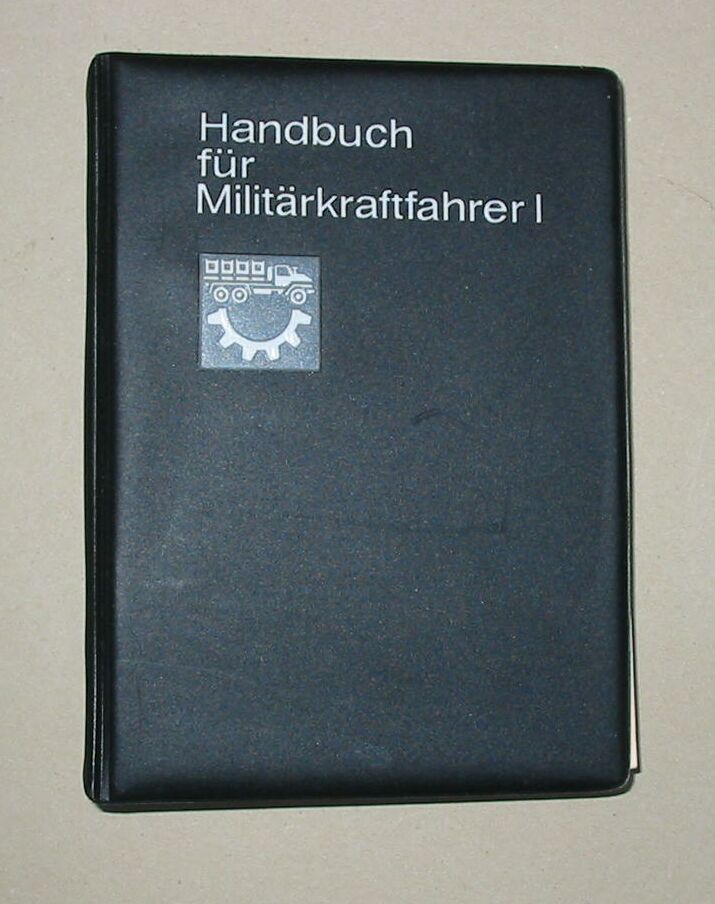 Handbuch
für
Militärkraftfahrer I